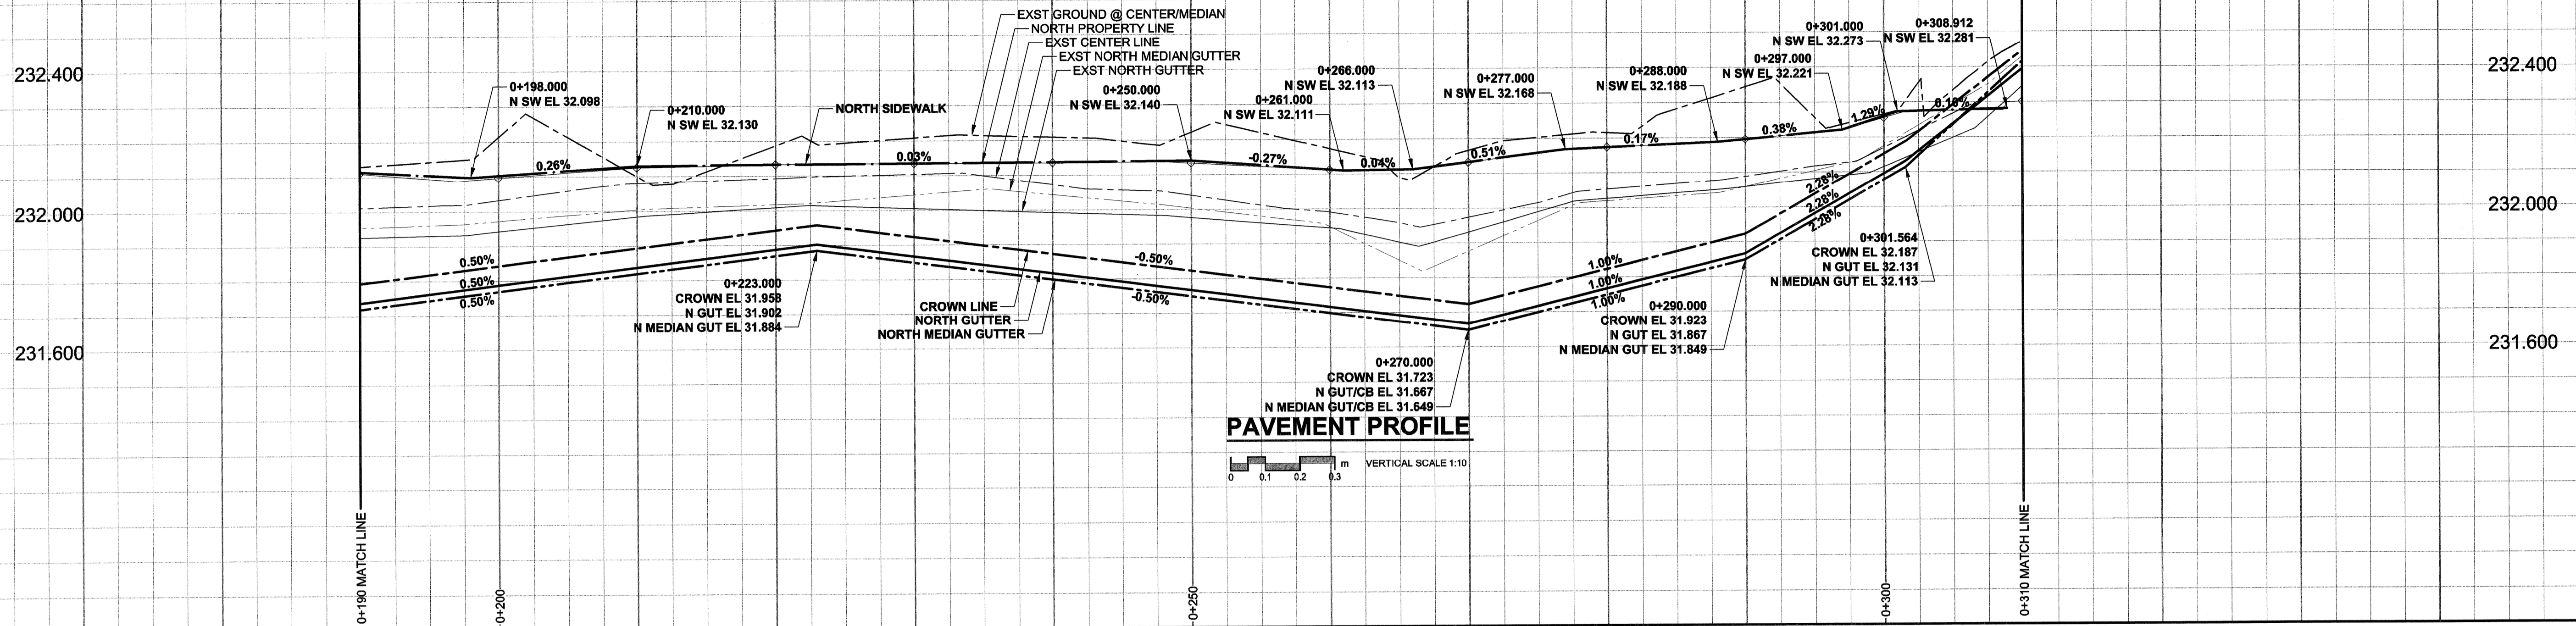 EXST GROUND @ CENTER/MEDIAN
NORTH PROPERTY LINE
EXST CENTER LINE
EXST NORTH MEDIAN GUTTER
EXST NORTH GUTTER
232.400
0+198.000
N SW EL 32.098
0+210.000
N SW EL 32.130
NORTH SIDEWALK
0+250.000
N SW EL 32.140
0+261.000
N SW EL 32.111
0+266.000
N SW EL 32.113
0+277.000
N SW EL 32.168
0+288.000
N SW EL 32.188
0+297.000
N SW EL 32.221
0+301.000
N SW EL 32.273
0+308.912
N SW EL 32.281
232.400
0.26%
0.03%
-0.27%
0.04%
0.51%
0.17%
0.38%
1.29%
0.10%
232.000
232.000
0.50%
0.50%
0.50%
-0.50%
-0.50%
1.00%
1.00%
1.00%
2.28%
2.28%
2.28%
0+223.000
CROWN EL 31.958
N GUT EL 31.902
N MEDIAN GUT EL 31.884
CROWN LINE
NORTH GUTTER
NORTH MEDIAN GUTTER
0+301.564
CROWN EL 32.187
N GUT EL 32.131
N MEDIAN GUT EL 32.113
0+290.000
CROWN EL 31.923
N GUT EL 31.867
N MEDIAN GUT EL 31.849
231.600
231.600
0+270.000
CROWN EL 31.723
N GUT/CB EL 31.667
N MEDIAN GUT/CB EL 31.649
PAVEMENT PROFILE
m VERTICAL SCALE 1:10
0 0.1 0.2 0.3
0+190 MATCH LINE
0+200
0+250
0+300
0+310 MATCH LINE